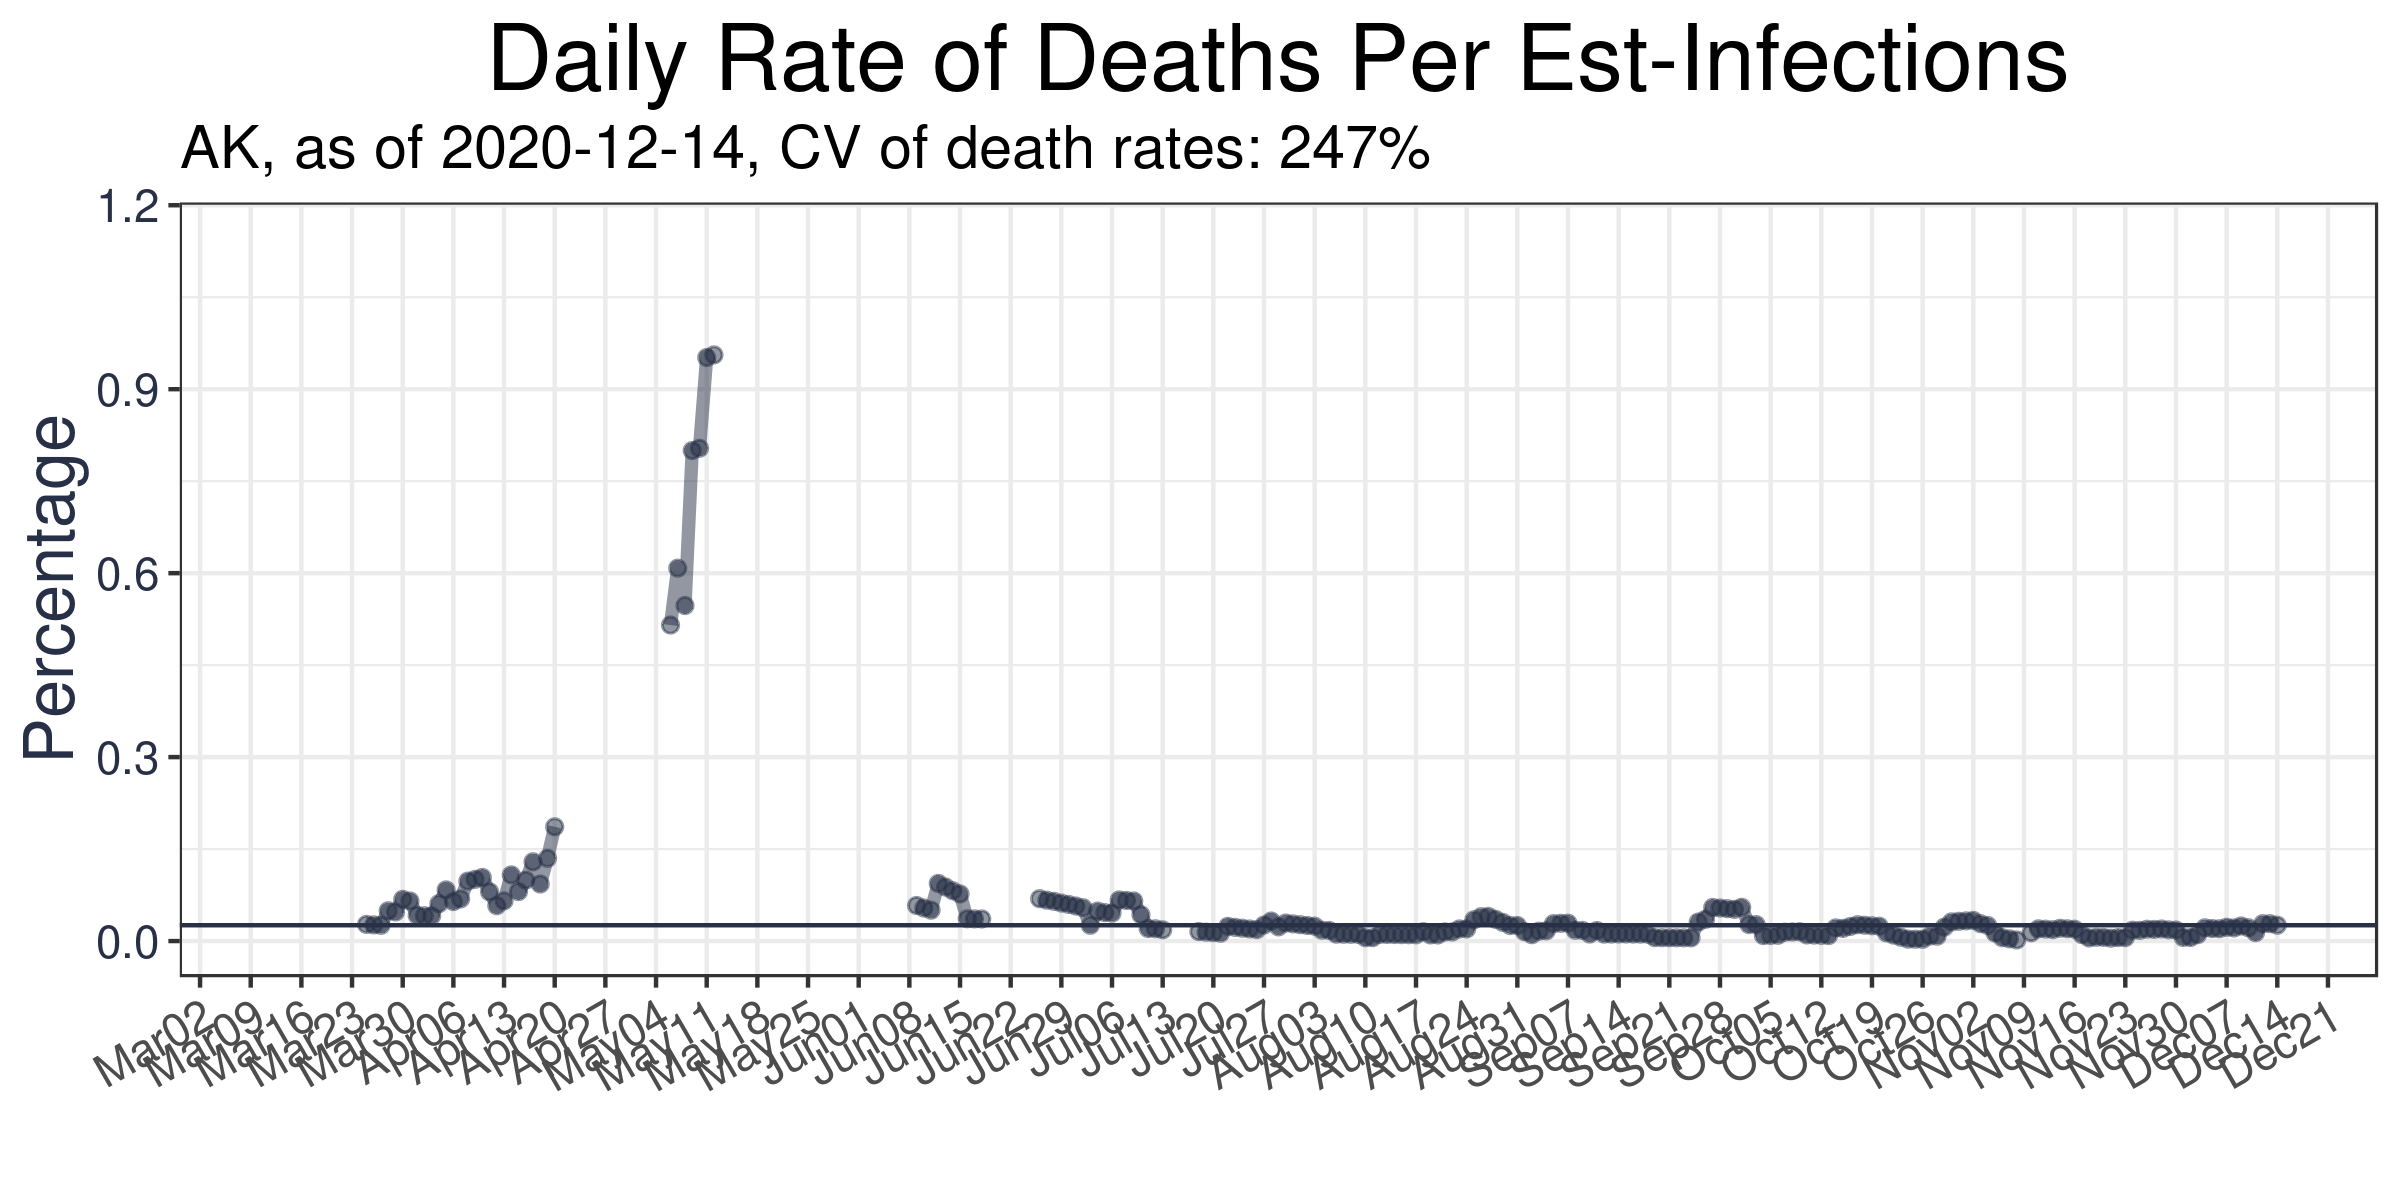 Daily Rate of Deaths Per Est-Infections
AK, as of 2020-12-14, CV of death rates: 247%
Percentage
1.2
0.9
0.6
0.3
0.0
Mar02
Mar09
Mar16
Mar23
Mar30
Apr06
Apr13
Apr20
Apr27
May04
May11
May18
May25
Jun01
Jun08
Jun15
Jun22
Jun29
Jul06
Jul13
Jul20
Jul27
Aug03
Aug10
Aug17
Aug24
Aug31
Sep07
Sep14
Sep21
Sep28
Oct05
Oct12
Oct19
Oct26
Nov02
Nov09
Nov16
Nov23
Nov30
Dec07
Dec14
Dec21